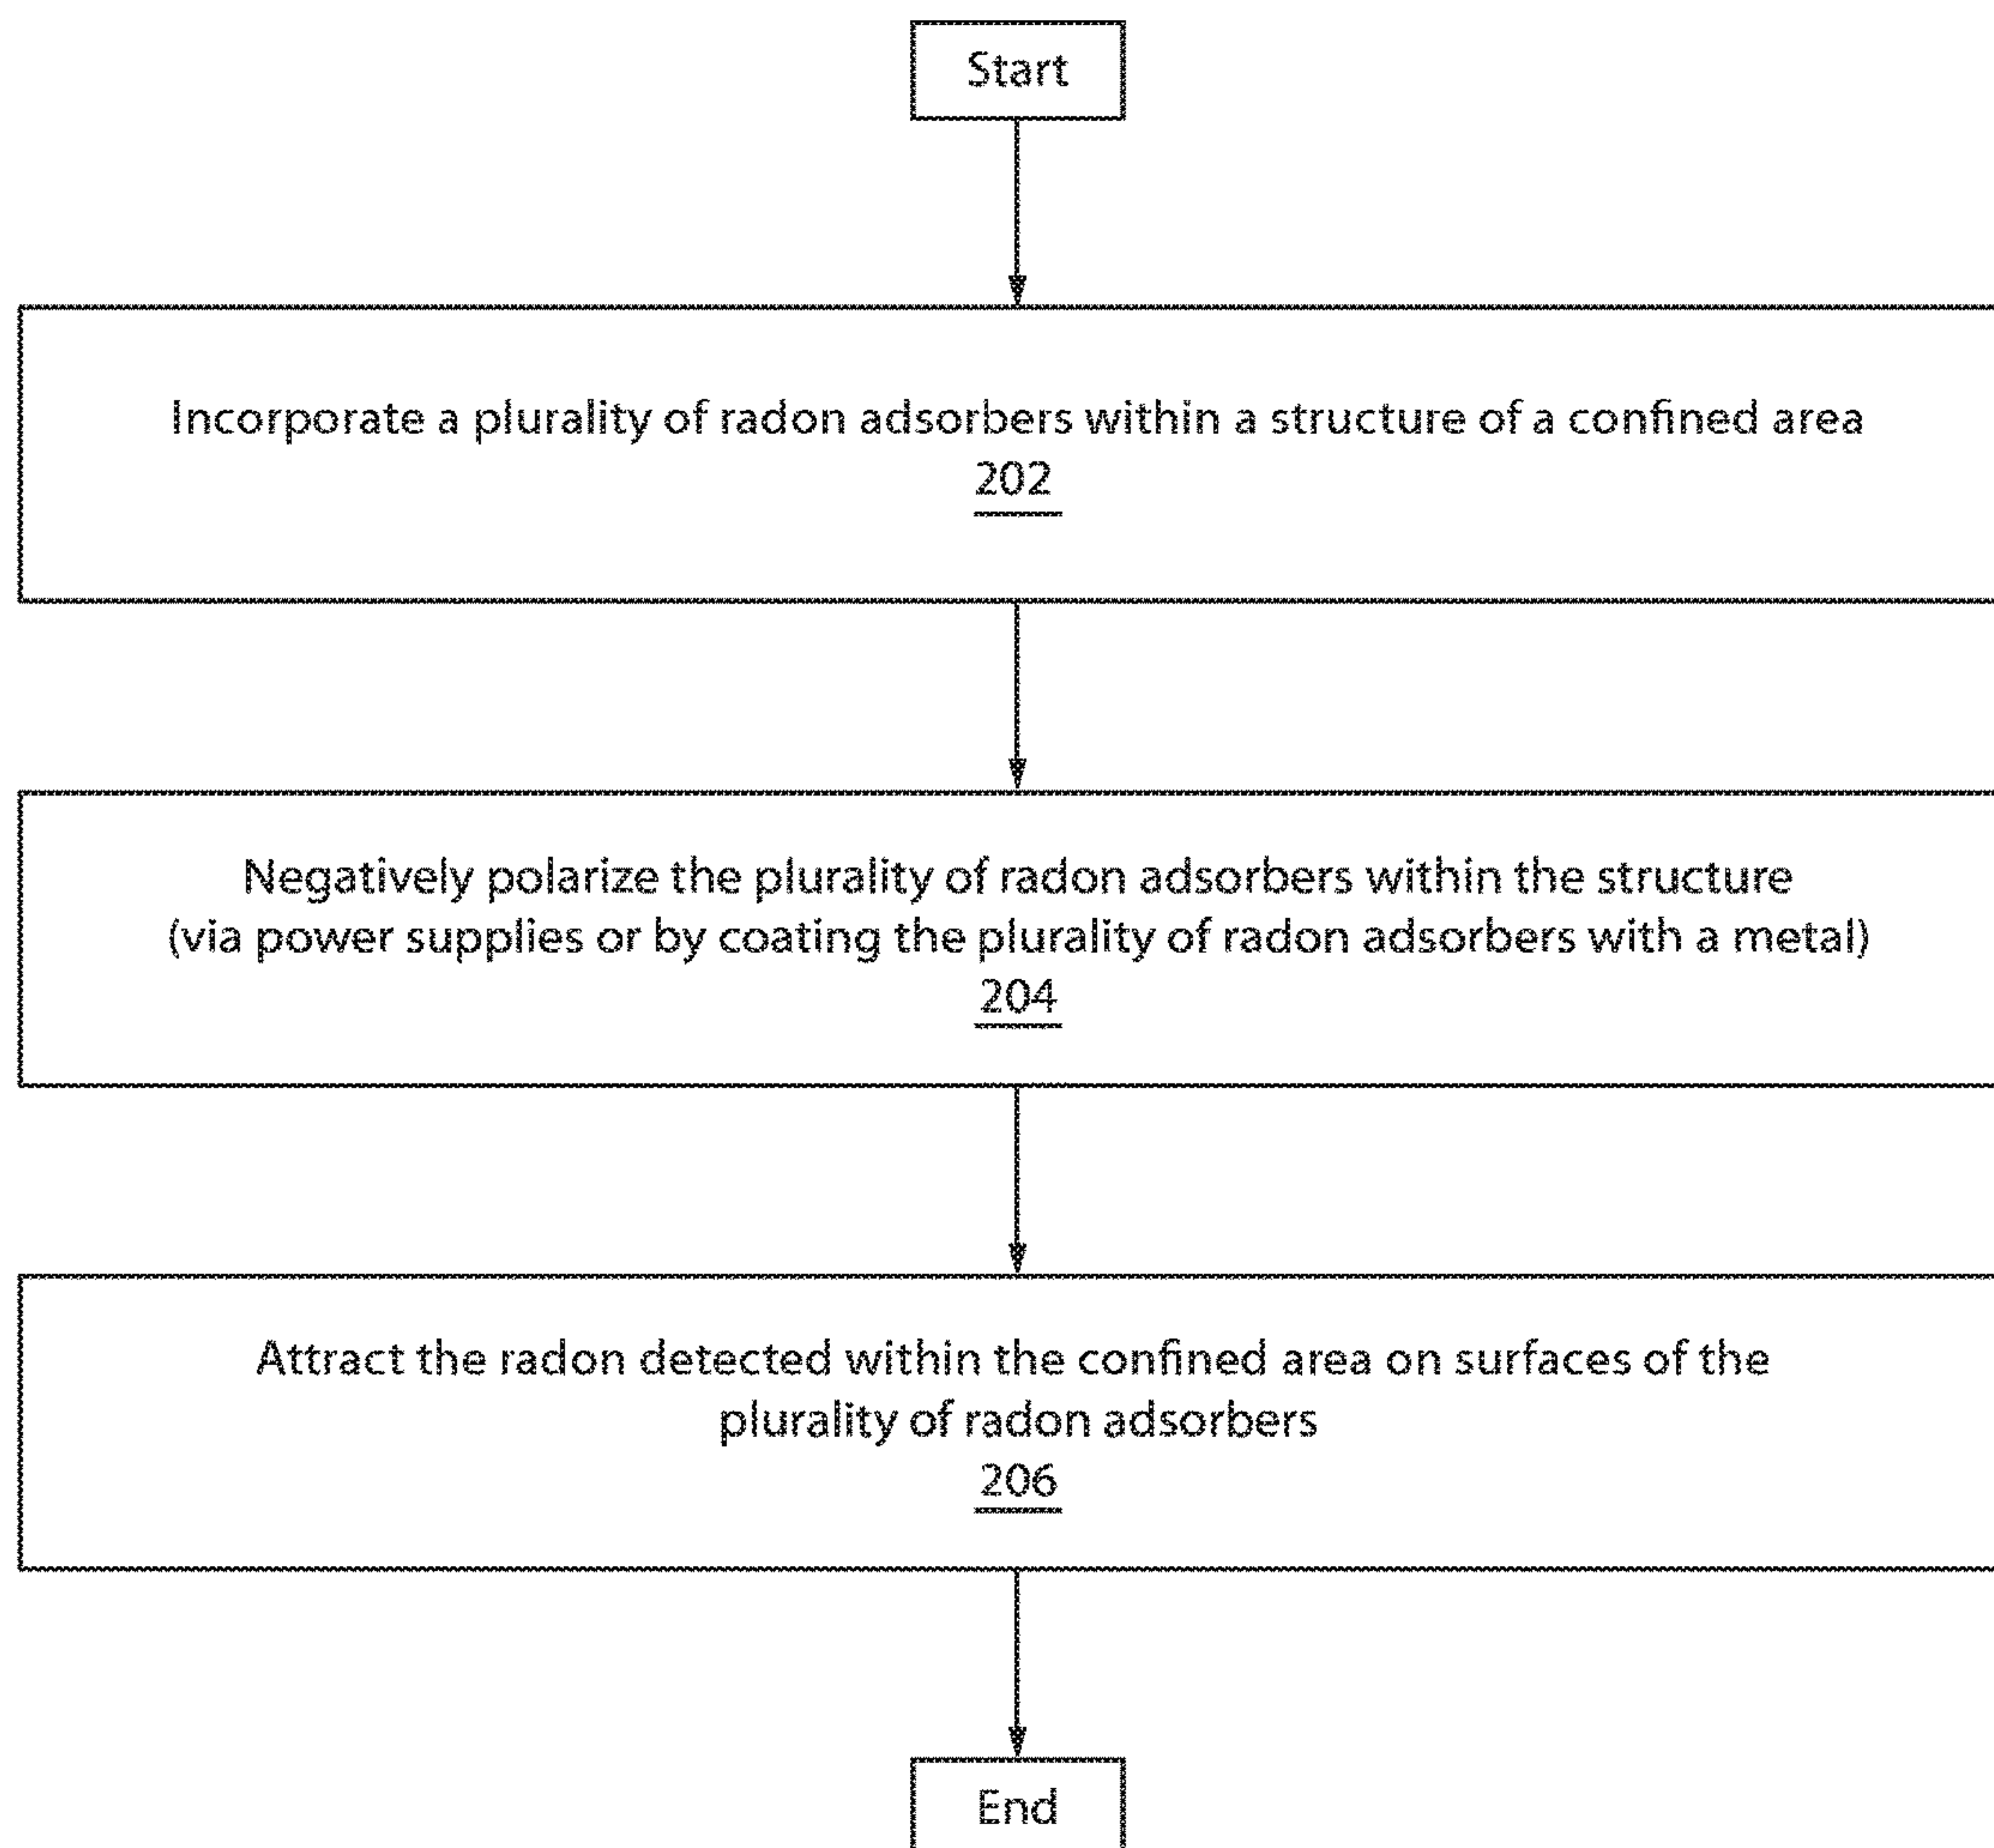 Start
Incorporate a plurality of radon adsorbers within a structure of a confined area
202
Negatively polarize the plurality of radon adsorbers within the structure
(via power supplies or by coating the plurality of radon adsorbers with a metal)
204
Attract the radon detected within the confined area on surfaces of the
plurality of radon adsorbers
206
End